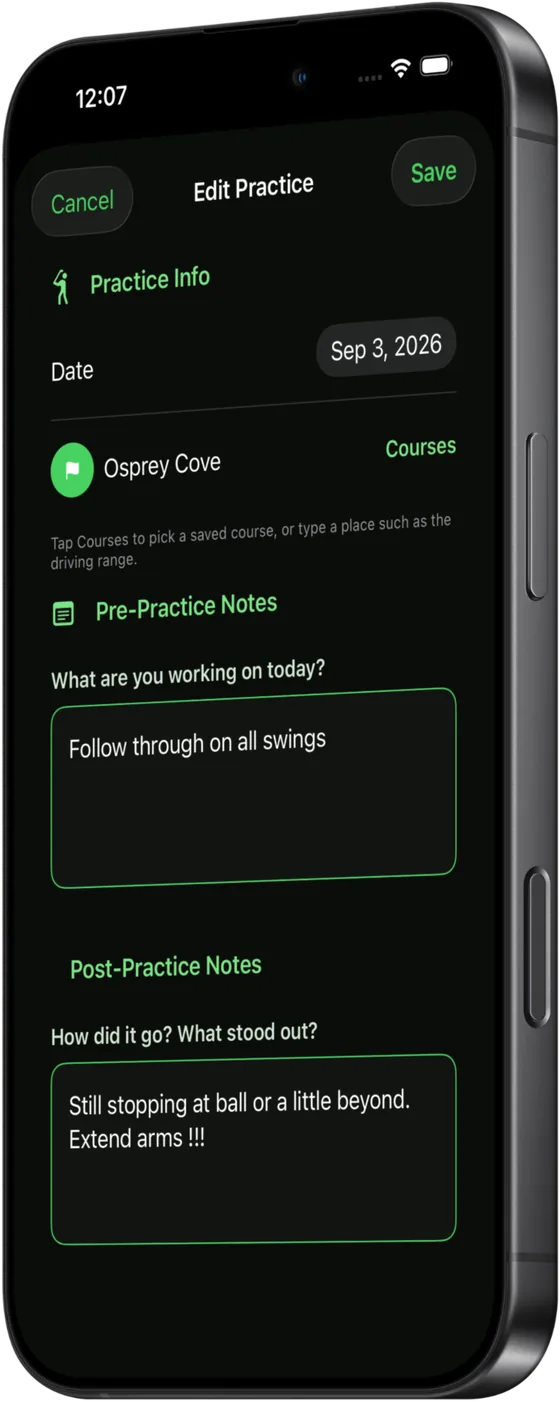 12:07
Cancel
Edit Practice
Save
Practice Info
Date
Sep 3, 2026
Osprey Cove
Courses
Tap Courses to pick a saved course, or type a place such as the
driving range.
Pre-Practice Notes
What are you working on today?
Follow through on all swings
Post-Practice Notes
How did it go? What stood out?
Still stopping at ball or a little beyond.
Extend arms !!!